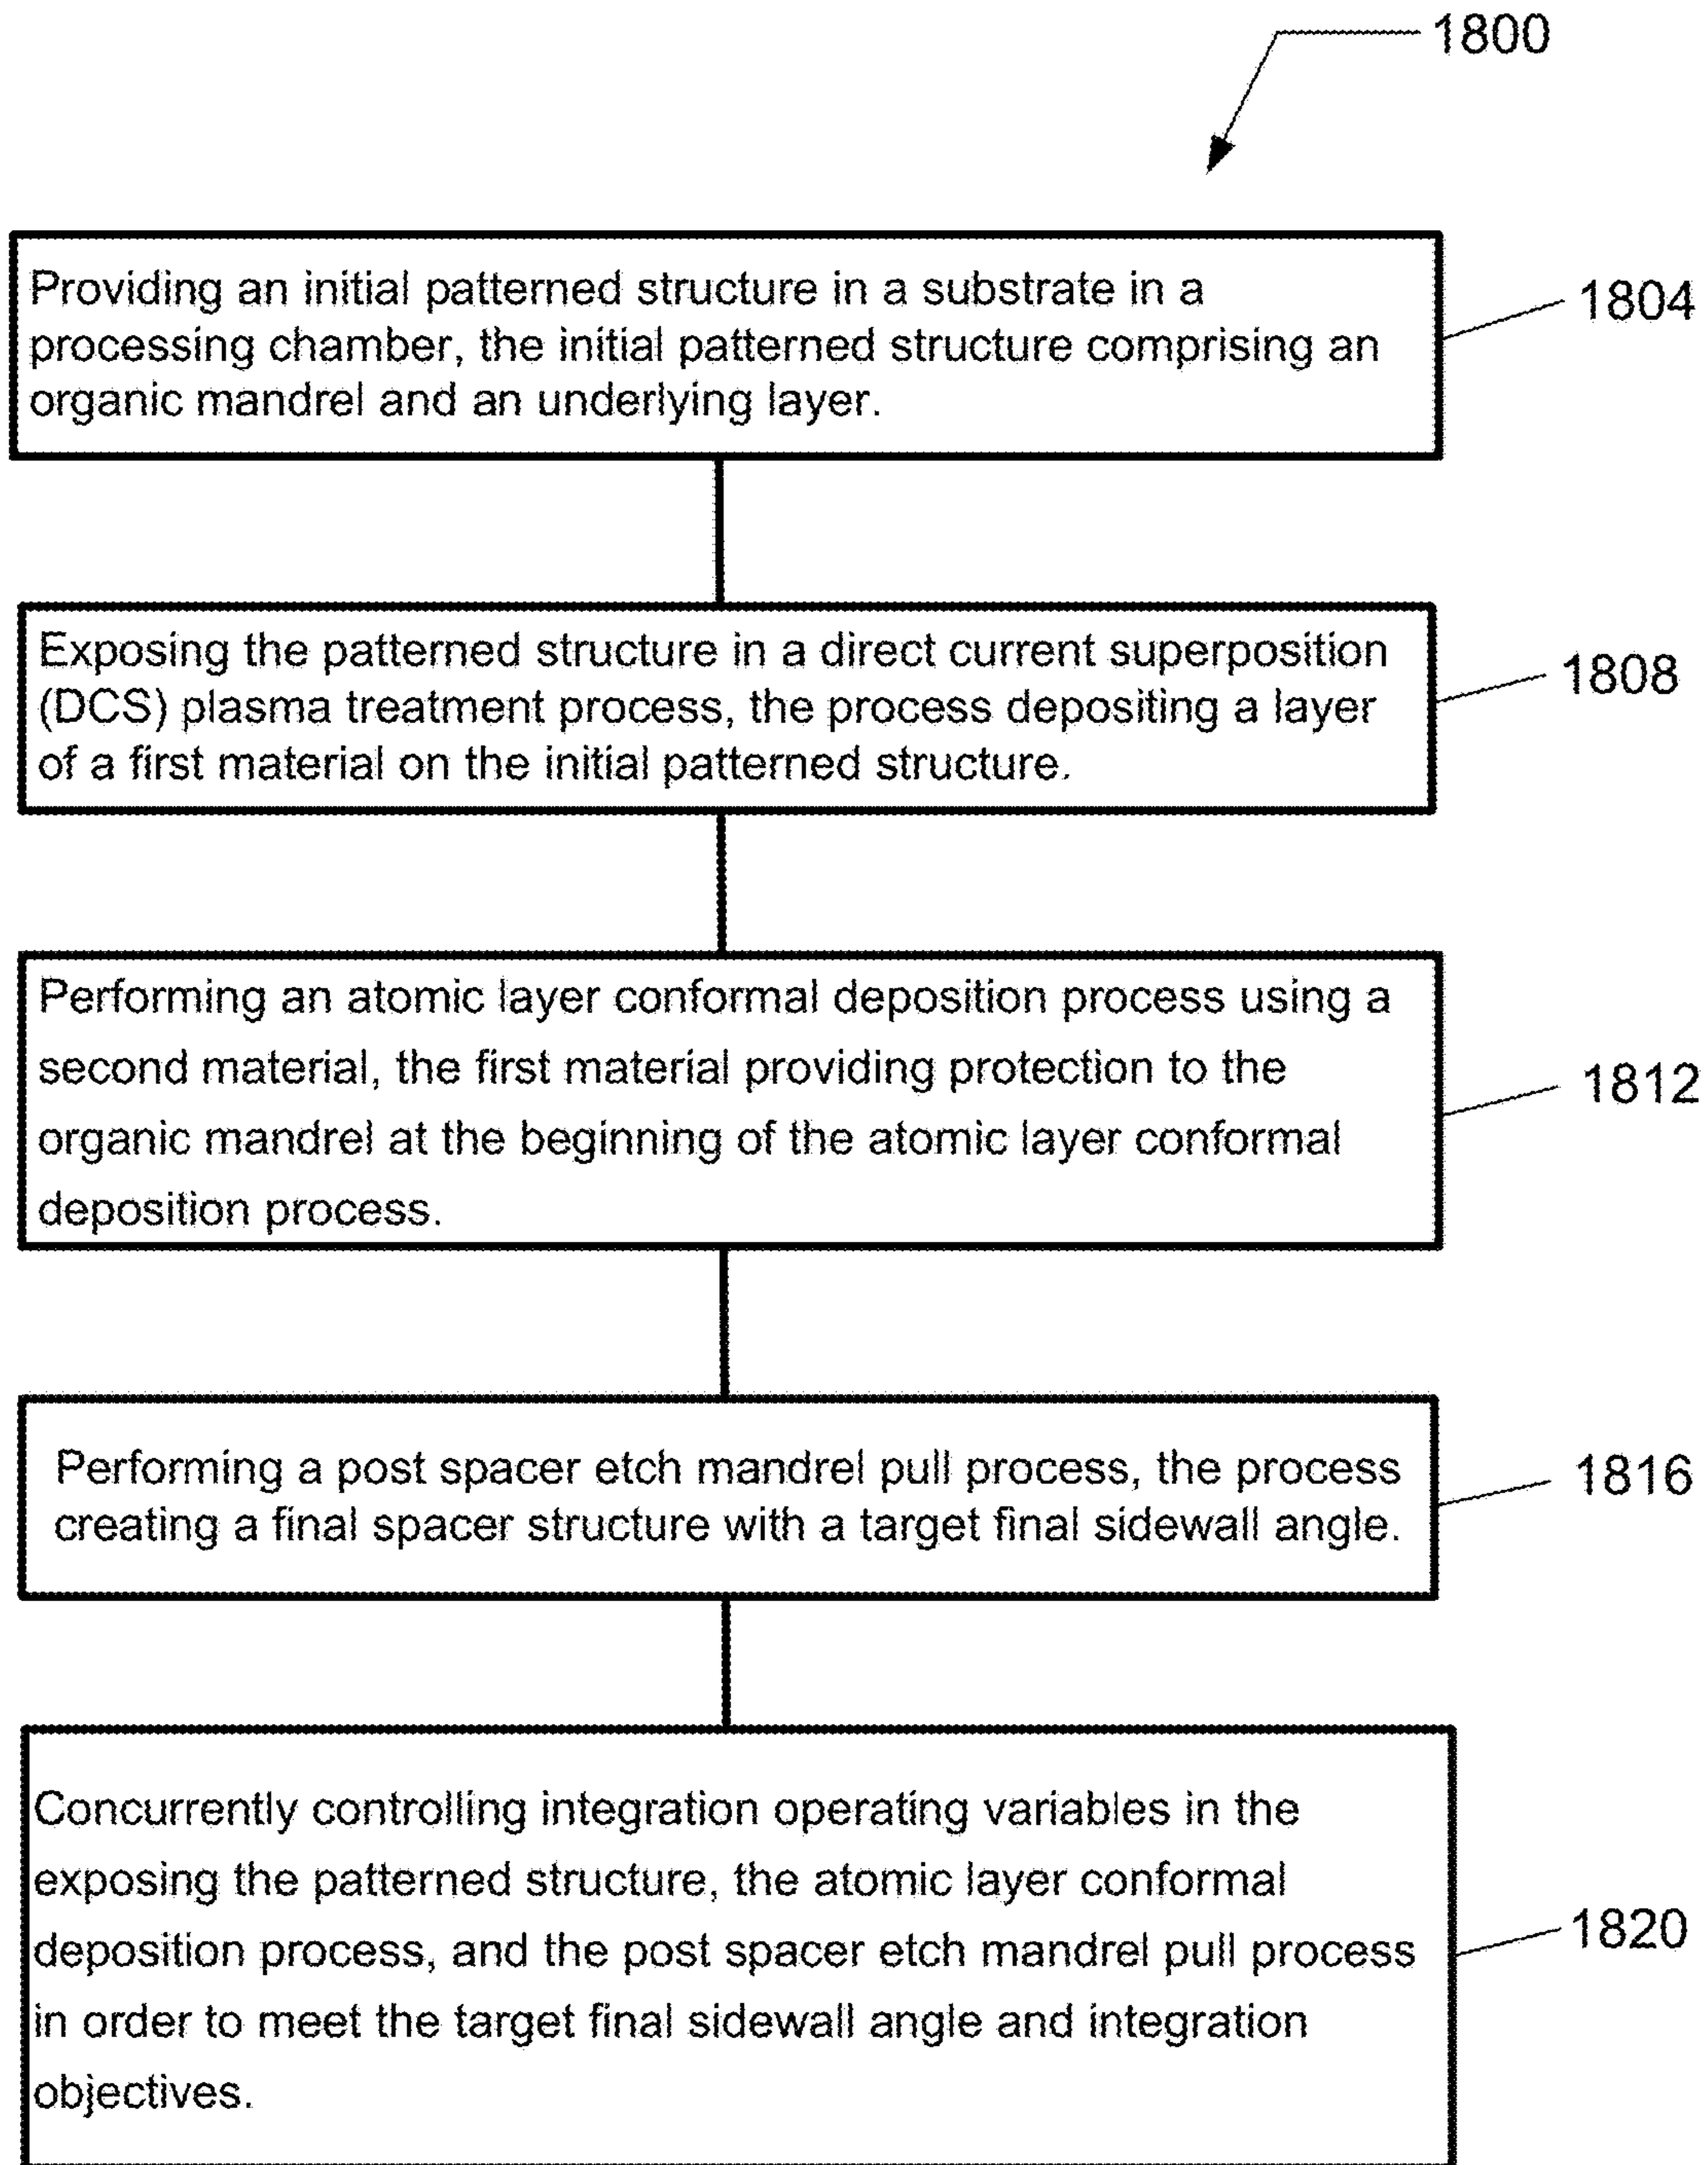 1800
Providing an initial patterned structure in a substrate in a
processing chamber, the initial patterned structure comprising an
organic mandrel and an underlying layer.
1804
Exposing the patterned structure in a direct current superposition
(DCS) plasma treatment process, the process depositing a layer
of a first material on the initial patterned structure.
1808
Performing an atomic layer conformal deposition process using a
second material, the first material providing protection to the
organic mandrel at the beginning of the atomic layer conformal
deposition process.
1812
Performing a post spacer etch mandrel pull process, the process
creating a final spacer structure with a target final sidewall angle.
1816
Concurrently controlling integration operating variables in the
exposing the patterned structure, the atomic layer conformal
deposition process, and the post spacer etch mandrel pull process
in order to meet the target final sidewall angle and integration
objectives.
1820